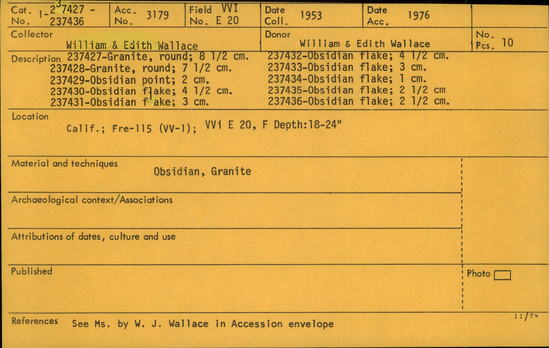 Cat. No. 1-237427 - 237436 Acc. No. 3179 Field No. VVI E 20 Date Coll. 1953 Date Acc. 1976
Collector William & Edith Wallace Donor William & Edith Wallace No. Pcs. 10
Description 237427-Granite, round; 8 1/2 cm. 237432-Obsidian flake; 4 1/2 cm.
237428-Granite, round; 7 1/2 cm. 237433-Obsidian flake; 3 cm.
237429-Obsidian point; 2 cm. 237434-Obsidian flake; 1 cm.
237430-Obsidian flake; 4 1/2 cm. 237435-Obsidian flake; 2 1/2 cm
237431-Obsidian flake; 3 cm. 237436-Obsidian flake; 2 1/2 cm.
Location
Calif.; Fre-115 (VV-1); VVi E 20, F Depth:18-24"
Material and techniques
Obsidian, Granite
Archaeological context/Associations
Attributions of dates, culture and use
Published Photo
11/76
References See Ms. by W. J. Wallace in Accession envelope